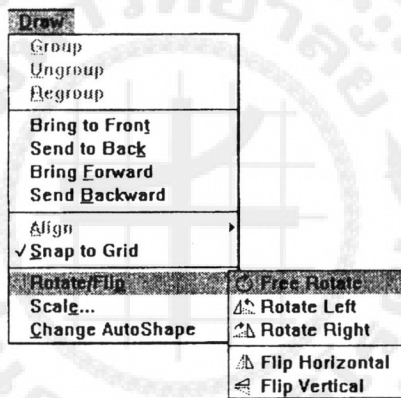 Draw
Group
Ungroup
Regroup
Bring to Front
Send to Back
Bring Forward
Send Backward
Align
✓ Snap to Grid
Rotate/Flip
Free Rotate
Rotate Left
Rotate Right
Flip Horizontal
Flip Vertical
Scale...
Change AutoShape